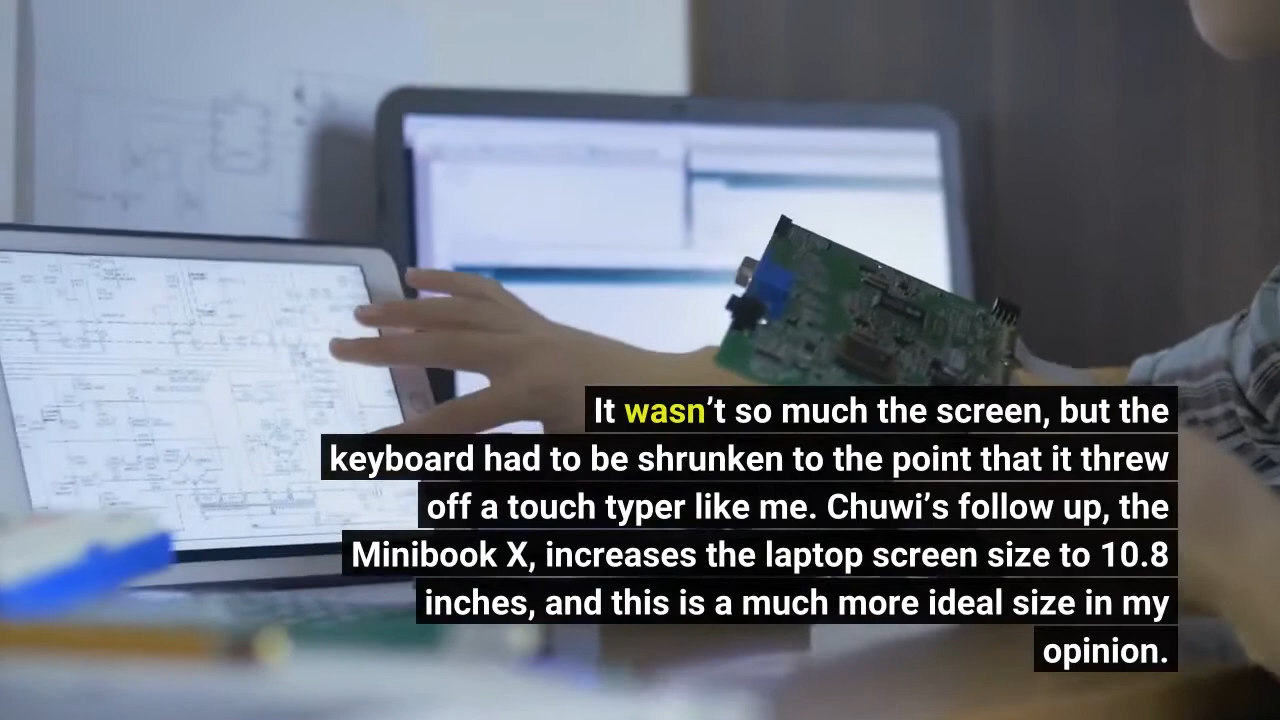 It wasn’t so much the screen, but the
keyboard had to be shrunken to the point that it threw
off a touch typer like me. Chuwi’s follow up, the
Minibook X, increases the laptop screen size to 10.8
inches, and this is a much more ideal size in my
opinion.